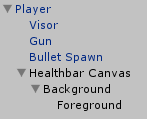 Player
Visor
Gun
Bullet Spawn
Healthbar Canvas
Background
Foreground